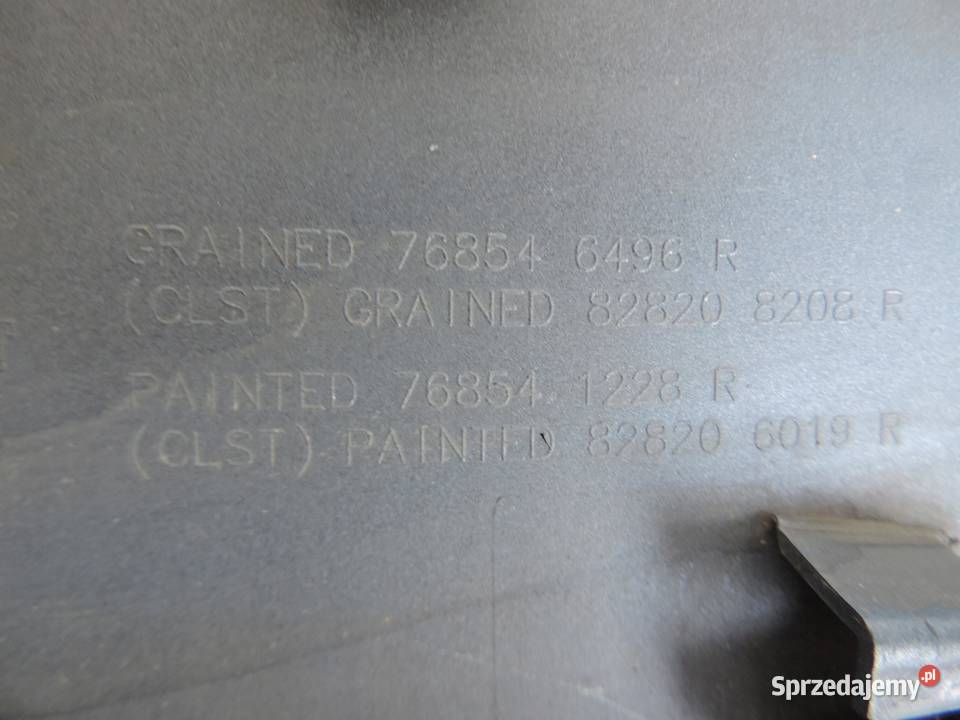 GRAINED 76854 6496 R
(CLST) GRAINED 82820 8208 R
T
PAINTED 76854 1228 R
(CLST) PAINTED 82820 6019 R
Sprzedajemy.pl